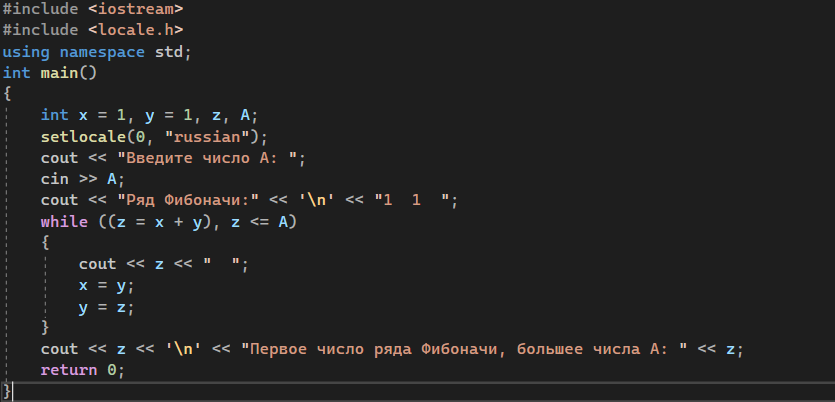 #include <iostream>
#include <locale.h>
using namespace std;
int main()
{
int x = 1, y = 1, z, A;
setlocale(0, "russian");
cout << "Введите число A: ";
cin >> A;
cout << "Ряд Фибоначи:" << '\n' << "1  1  ";
while ((z = x + y), z <= A)
{
cout << z << "  ";
x = y;
y = z;
}
cout << z << '\n' << "Первое число ряда Фибоначи, большее числа A: " << z;
return 0;
}